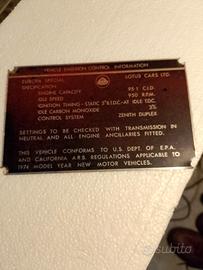 VEHICLE EMISSION CONTROL INFORMATION
EUROPA SPECIAL LOTUS CARS LTD.
SPECIFICATION
ENGINE CAPACITY 95·1 C.I.D.
IDLE SPEED 950 R.P.M.
IGNITION TIMING - STATIC B.T.D.C.-AT IDLE T.D.C.
IDLE CARBON MONOXIDE 3%
CONTROL SYSTEM ZENITH DUPLEX
SETTINGS TO BE CHECKED WITH TRANSMISSION IN
NEUTRAL AND ALL ENGINE ANCILLARIES FITTED.
THIS VEHICLE CONFORMS TO U.S. DEPT. OF E.P.A.
AND CALIFORNIA A.R.B. REGULATIONS APPLICABLE TO
1974 MODEL YEAR NEW MOTOR VEHICLES.
subito